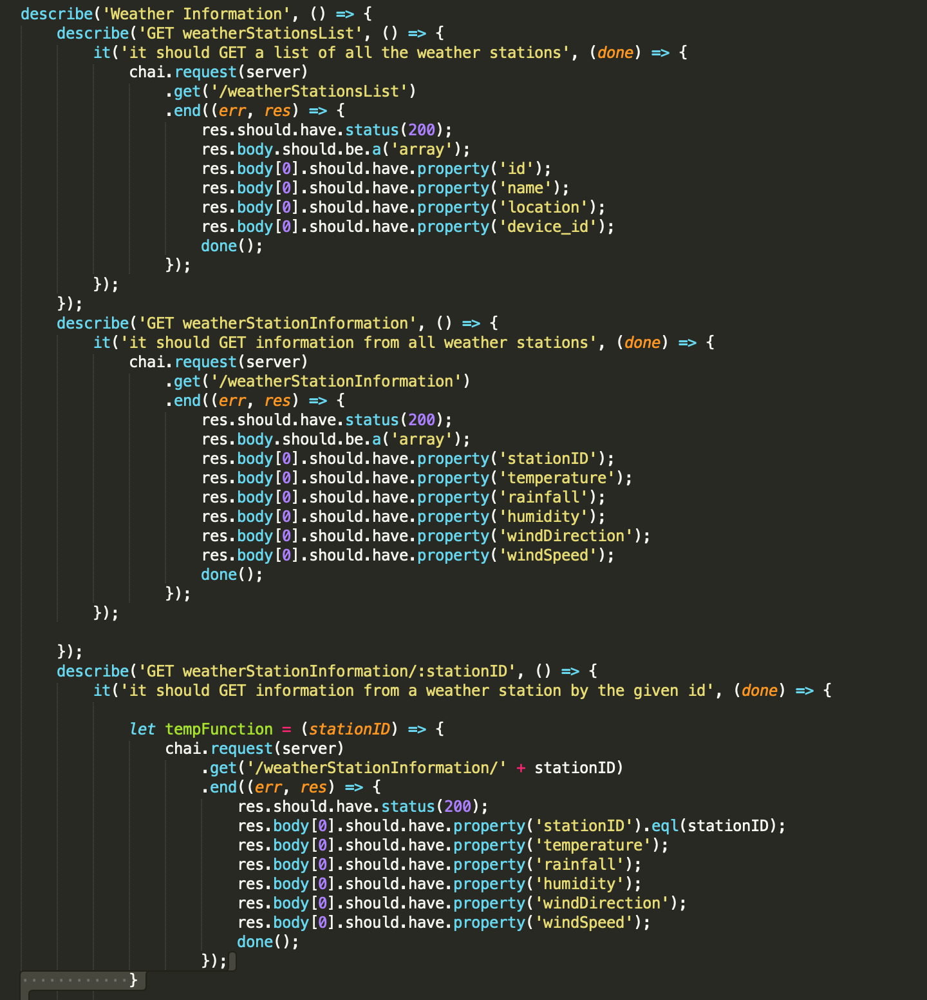 describe('Weather Information', () => {
    describe('GET weatherStationsList', () => {
        it('it should GET a list of all the weather stations', (done) => {
            chai.request(server)
                .get('/weatherStationsList')
                .end((err, res) => {
                    res.should.have.status(200);
                    res.body.should.be.a('array');
                    res.body[0].should.have.property('id');
                    res.body[0].should.have.property('name');
                    res.body[0].should.have.property('location');
                    res.body[0].should.have.property('device_id');
                    done();
                });
        });
    });
    describe('GET weatherStationInformation', () => {
        it('it should GET information from all weather stations', (done) => {
            chai.request(server)
                .get('/weatherStationInformation')
                .end((err, res) => {
                    res.should.have.status(200);
                    res.body.should.be.a('array');
                    res.body[0].should.have.property('stationID');
                    res.body[0].should.have.property('temperature');
                    res.body[0].should.have.property('rainfall');
                    res.body[0].should.have.property('humidity');
                    res.body[0].should.have.property('windDirection');
                    res.body[0].should.have.property('windSpeed');
                    done();
                });
        });

    });
    describe('GET weatherStationInformation/:stationID', () => {
        it('it should GET information from a weather station by the given id', (done) => {

            let tempFunction = (stationID) => {
                chai.request(server)
                    .get('/weatherStationInformation/' + stationID)
                    .end((err, res) => {
                        res.should.have.status(200);
                        res.body[0].should.have.property('stationID').eql(stationID);
                        res.body[0].should.have.property('temperature');
                        res.body[0].should.have.property('rainfall');
                        res.body[0].should.have.property('humidity');
                        res.body[0].should.have.property('windDirection');
                        res.body[0].should.have.property('windSpeed');
                        done();
                    });
            }